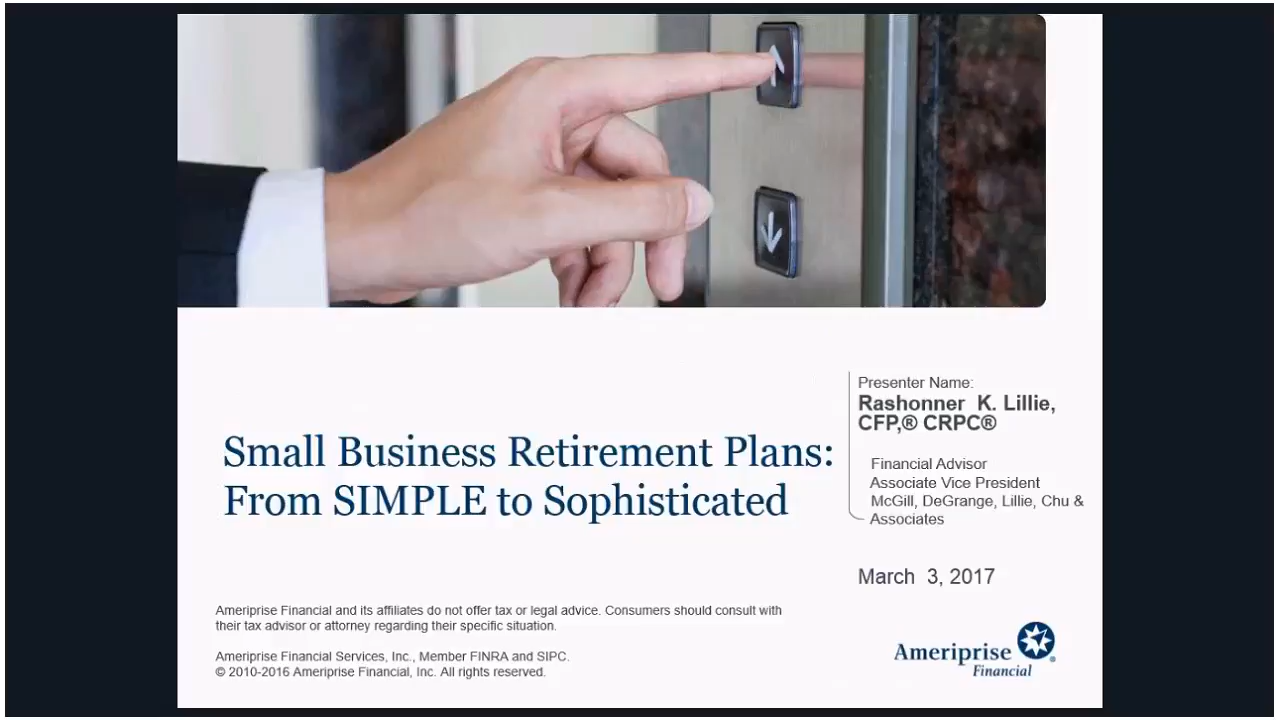 Presenter Name:
Rashonner K. Lillie,
CFP,® CRPC®
Small Business Retirement Plans:
From SIMPLE to Sophisticated
Financial Advisor
Associate Vice President
McGill, DeGrange, Lillie, Chu &
Associates
March 3, 2017
Ameriprise Financial and its affiliates do not offer tax or legal advice. Consumers should consult with
their tax advisor or attorney regarding their specific situation.
Ameriprise Financial Services, Inc., Member FINRA and SIPC.
© 2010-2016 Ameriprise Financial, Inc. All rights reserved.
Ameriprise
Financial®